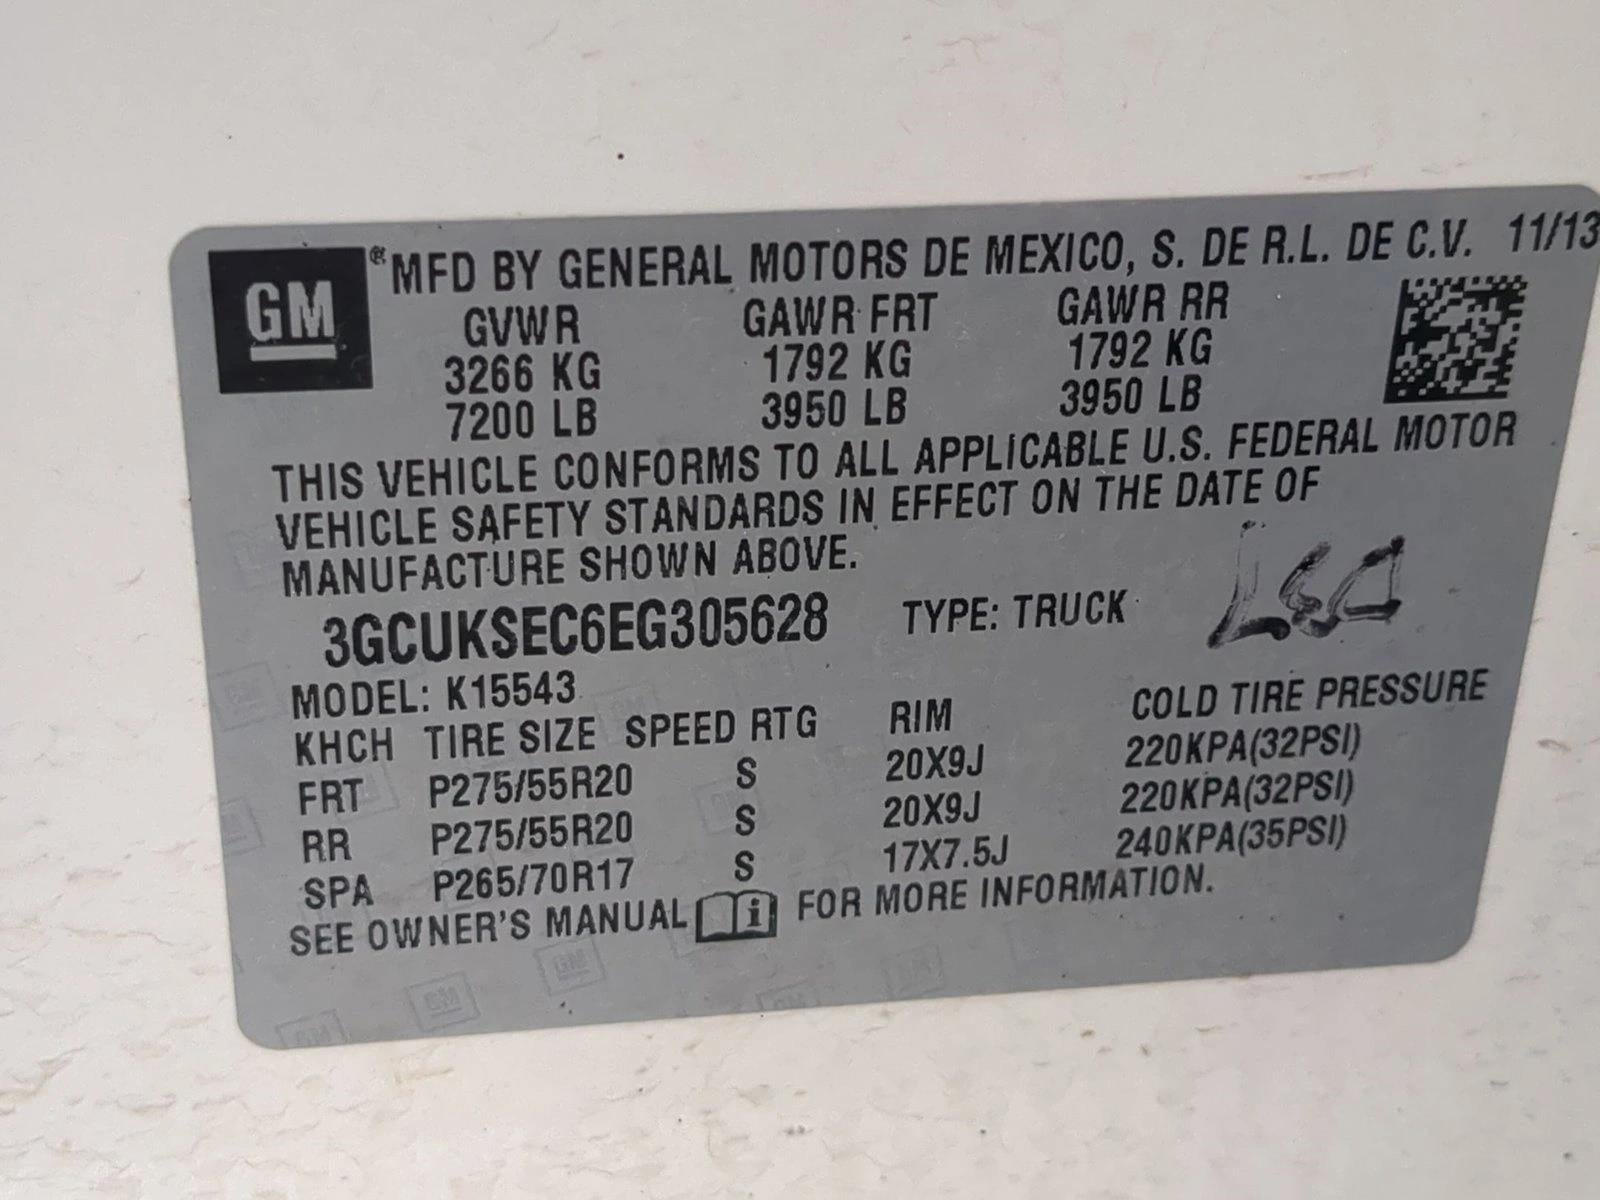 GM ® MFD BY GENERAL MOTORS DE MEXICO, S. DE R.L. DE C.V. 11/13
GVWR GAWR FRT GAWR RR
3266 KG 1792 KG 1792 KG
7200 LB 3950 LB 3950 LB
THIS VEHICLE CONFORMS TO ALL APPLICABLE U.S. FEDERAL MOTOR
VEHICLE SAFETY STANDARDS IN EFFECT ON THE DATE OF
MANUFACTURE SHOWN ABOVE.
3GCUKSEC6EG305628 TYPE: TRUCK
MODEL: K15543
KHCH TIRE SIZE SPEED RTG RIM COLD TIRE PRESSURE
FRT P275/55R20 S 20X9J 220KPA(32PSI)
RR P275/55R20 S 20X9J 220KPA(32PSI)
SPA P265/70R17 S 17X7.5J 240KPA(35PSI)
SEE OWNER'S MANUAL i FOR MORE INFORMATION.